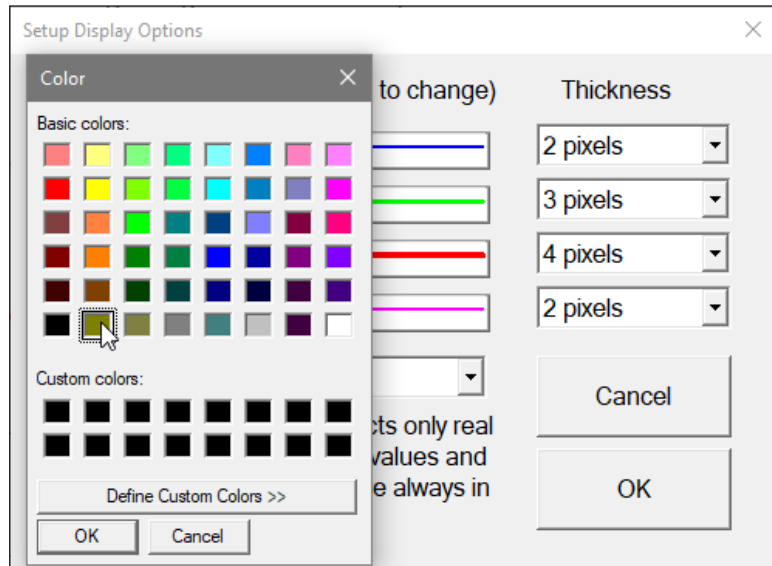 Setup Display Options
Color
to change)
Thickness
Basic colors:
2 pixels
3 pixels
4 pixels
2 pixels
Custom colors:
Cancel
cts only real
values and
e always in
OK
Define Custom Colors >>
OK
Cancel